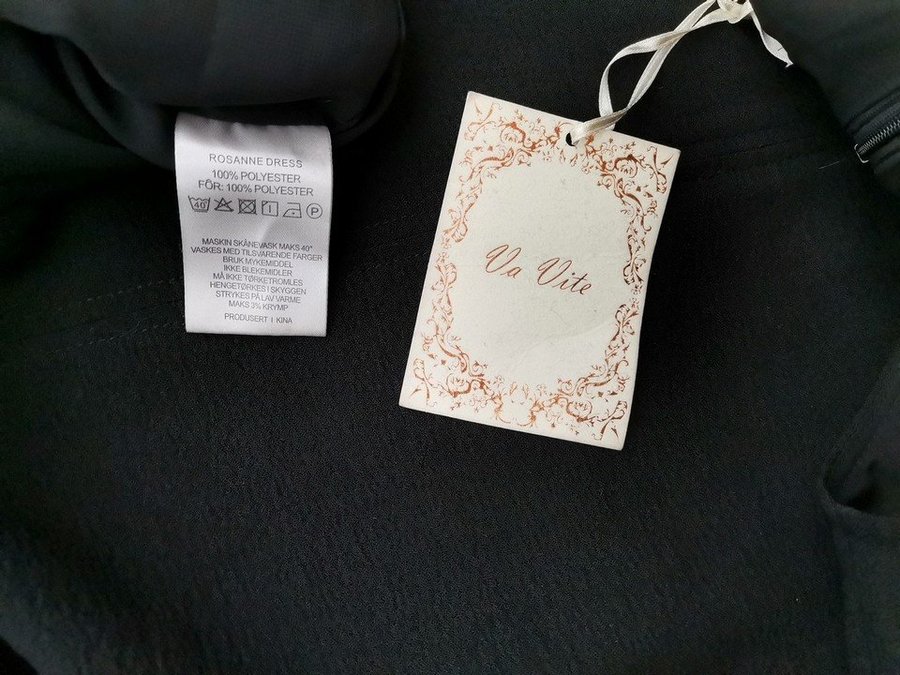 ROSANNE DRESS
100% POLYESTER
FÔR: 100% POLYESTER
40
MASKIN SKÅNEVASK MAKS 40°
VASKES MED TILSVARENDE FARGER
BRUK MYKEMIDDEL
IKKE BLEKEMIDLER
MÅ IKKE TØRKETROMLES
HENGETØRKES I SKYGGEN
STRYKES PÅ LAV VARME
MAKS 3% KRYMP
PRODUSERT I KINA
Va Vite